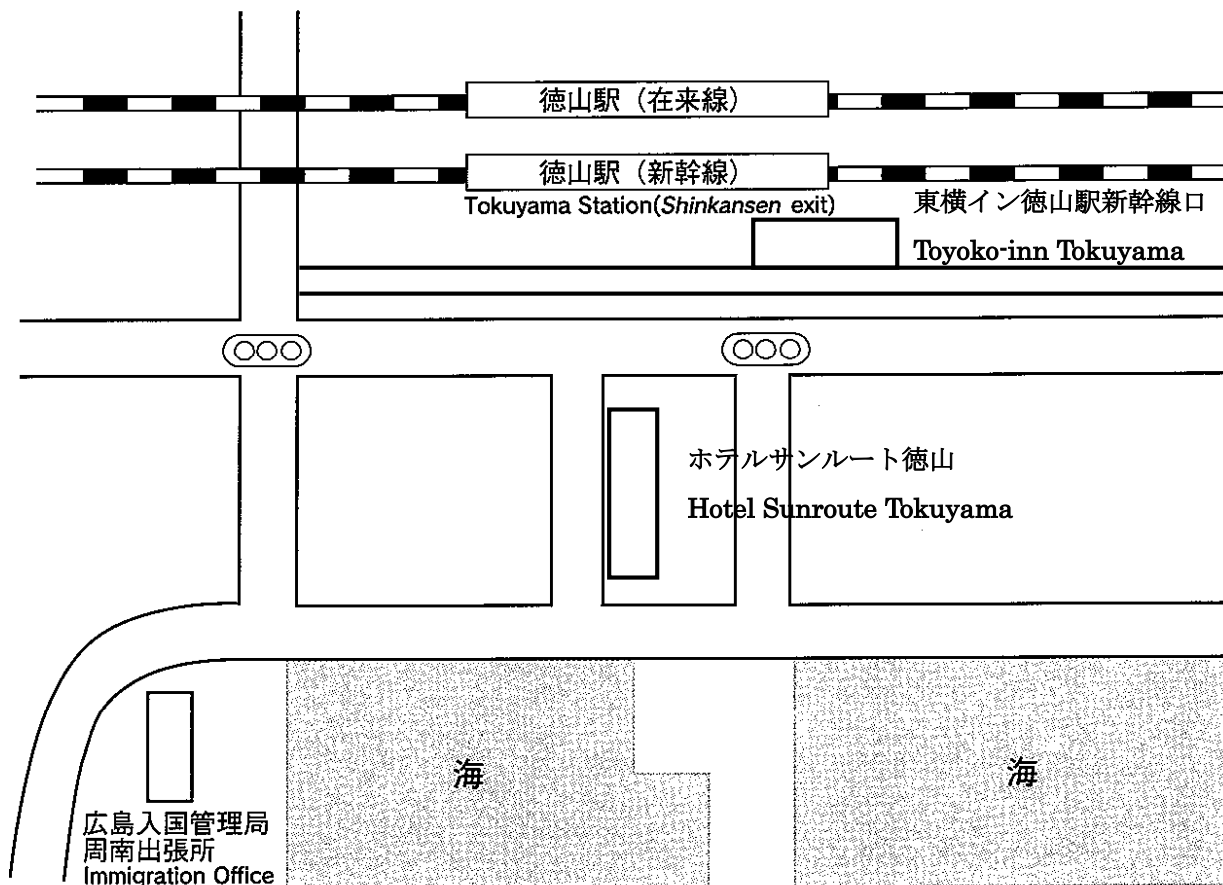 徳山駅（在来線）
徳山駅（新幹線）
Tokuyama Station(Shinkansen exit)
東横イン徳山駅新幹線口
Toyoko-inn Tokuyama
ホテルサンルート徳山
Hotel Sunroute Tokuyama
海
海
広島入国管理局
周南出張所
Immigration Office